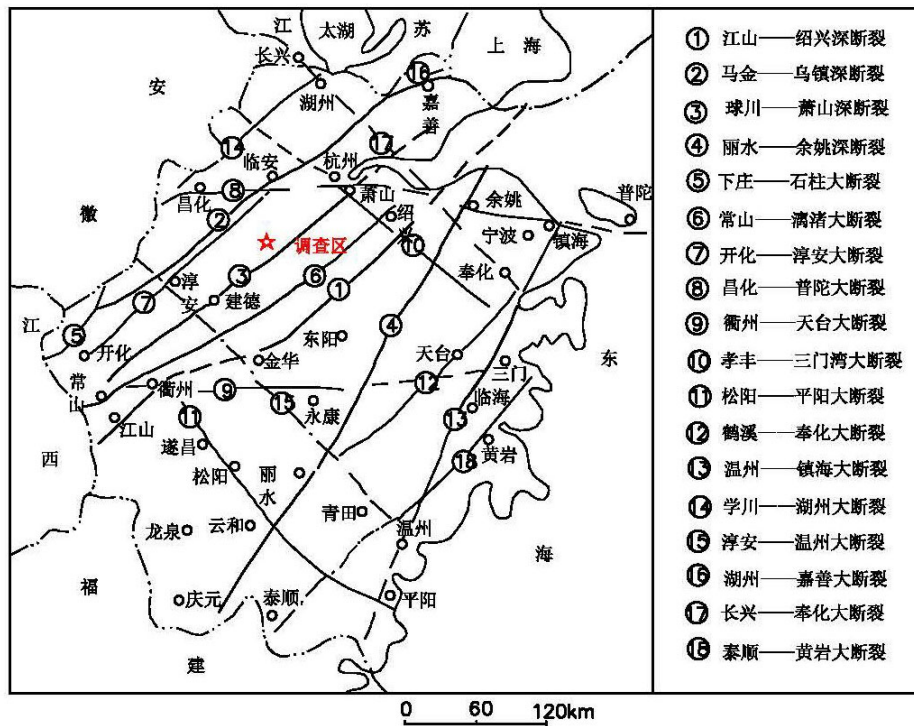 江
太湖
苏
上海
长兴
⑯
安
湖州
嘉善
⑭
⑰
临安
杭州
昌化
⑧
萧山
普陀
徽
②
绍兴
余姚
宁波
镇海
☆ 调查区
⑩
淳安
③
⑥
①
奉化
⑦
建德
江
⑤
东阳
④
开化
金华
天台
三门
东
常山
衢州
⑨
⑫
⑮
永康
临海
江山
⑪
⑬
遂昌
黄岩
西
松阳
丽水
⑱
青田
龙泉
云和
温州
海
福
庆元
泰顺
平阳
建
① 江山——绍兴深断裂
② 马金——乌镇深断裂
③ 球川——萧山深断裂
④ 丽水——余姚深断裂
⑤ 下庄——石柱大断裂
⑥ 常山——漓渚大断裂
⑦ 开化——淳安大断裂
⑧ 昌化——普陀大断裂
⑨ 衢州——天台大断裂
⑩ 孝丰——三门湾大断裂
⑪ 松阳——平阳大断裂
⑫ 鹤溪——奉化大断裂
⑬ 温州——镇海大断裂
⑭ 学川——湖州大断裂
⑮ 淳安——温州大断裂
⑯ 湖州——嘉善大断裂
⑰ 长兴——奉化大断裂
⑱ 泰顺——黄岩大断裂
0 60 120km